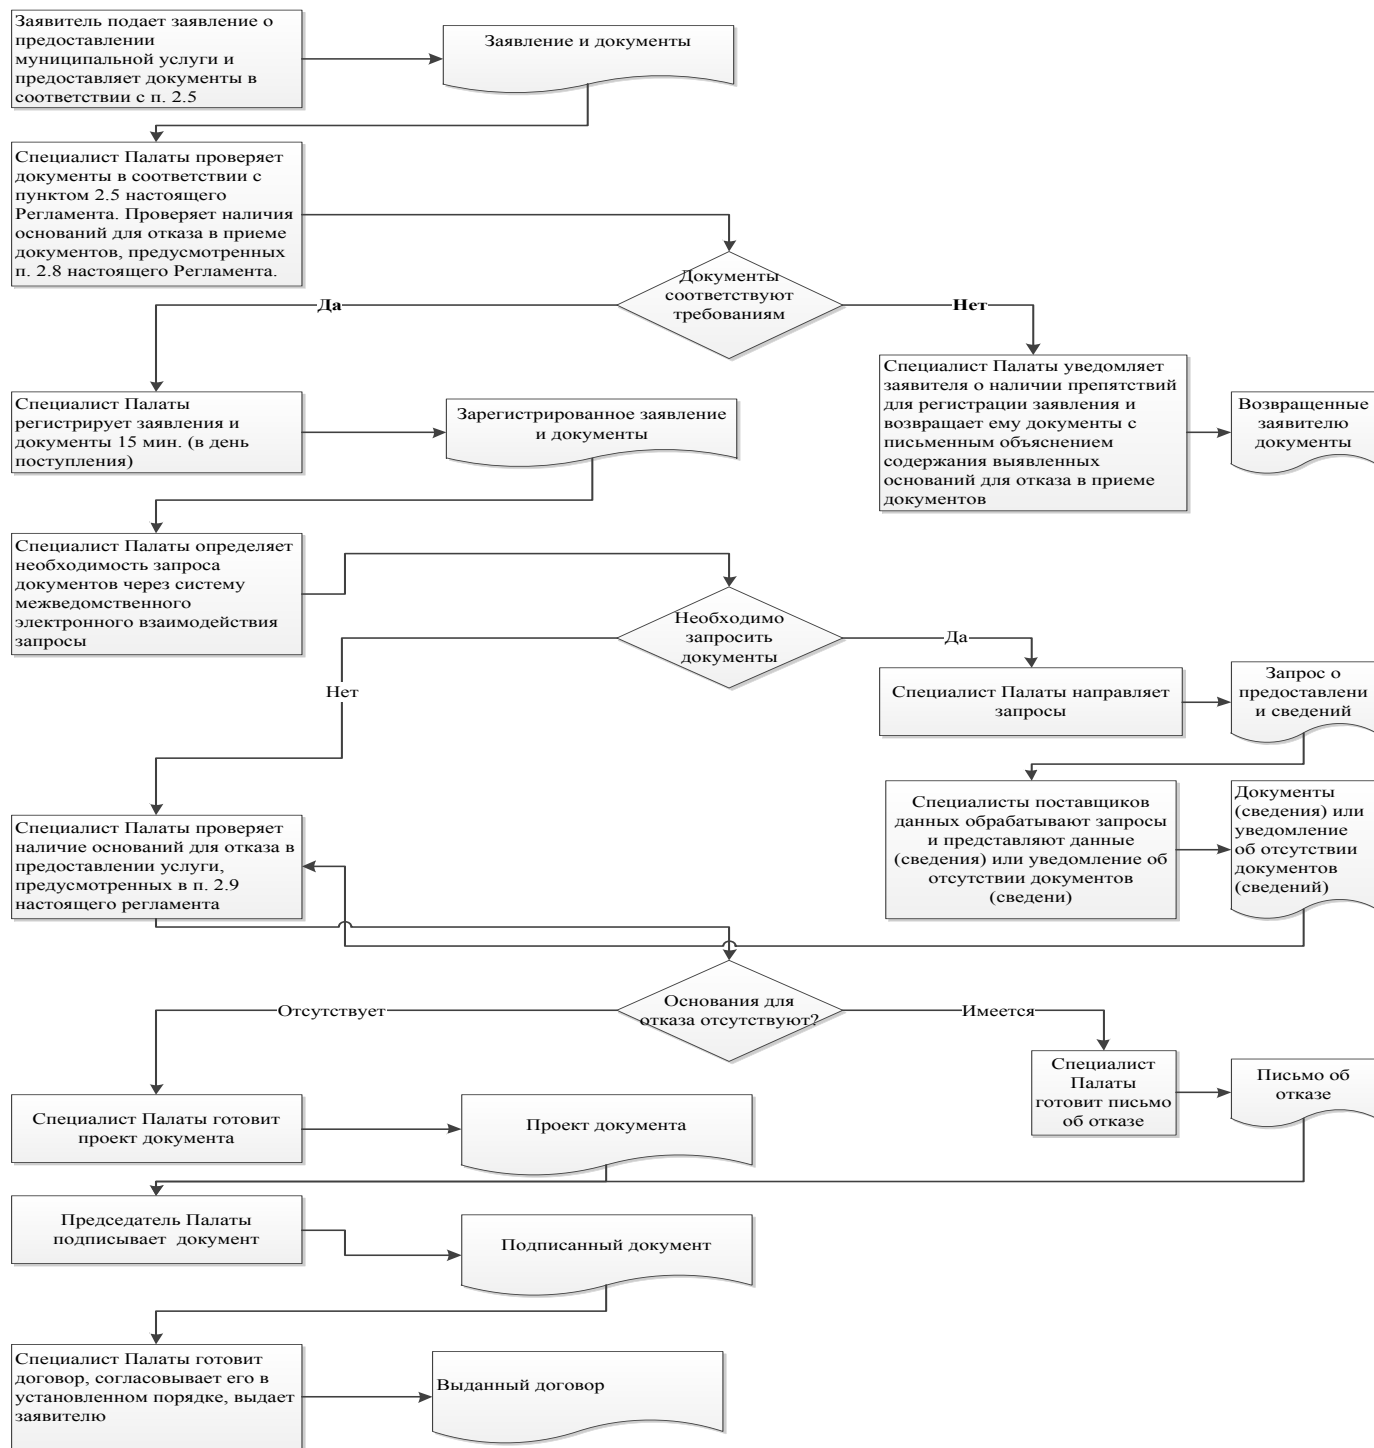 Заявитель подает заявление о
предоставлении
муниципальной услуги и
предоставляет документы в
соответствии с п. 2.5
Заявление и документы
Специалист Палаты проверяет
документы в соответствии с
пунктом 2.5 настоящего
Регламента. Проверяет наличия
оснований для отказа в приеме
документов, предусмотренных
п. 2.8 настоящего Регламента.
Документы
соответствуют
требованиям
Да
Нет
Специалист Палаты
регистрирует заявления и
документы 15 мин. (в день
поступления)
Зарегистрированное заявление
и документы
Специалист Палаты уведомляет
заявителя о наличии препятствий
для регистрации заявления и
возвращает ему документы с
письменным объяснением
содержания выявленных
оснований для отказа в приеме
документов
Возвращенные
заявителю
документы
Специалист Палаты определяет
необходимость запроса
документов через систему
межведомственного
электронного взаимодействия
запросы
Необходимо
запросить
документы
Да
Нет
Специалист Палаты направляет
запросы
Запрос о
предоставлени
и сведений
Специалисты поставщиков
данных обрабатывают запросы
и представляют данные
(сведения) или уведомление об
отсутствии документов
(сведени)
Документы
(сведения) или
уведомление
об отсутствии
документов
(сведений)
Специалист Палаты проверяет
наличие оснований для отказа в
предоставлении услуги,
предусмотренных в п. 2.9
настоящего регламента
Основания для
отказа отсутствуют?
Отсутствует
Имеется
Специалист
Палаты
готовит письмо
об отказе
Письмо об
отказе
Специалист Палаты готовит
проект документа
Проект документа
Председатель Палаты
подписывает документ
Подписанный документ
Специалист Палаты готовит
договор, согласовывает его в
установленном порядке, выдает
заявителю
Выданный договор